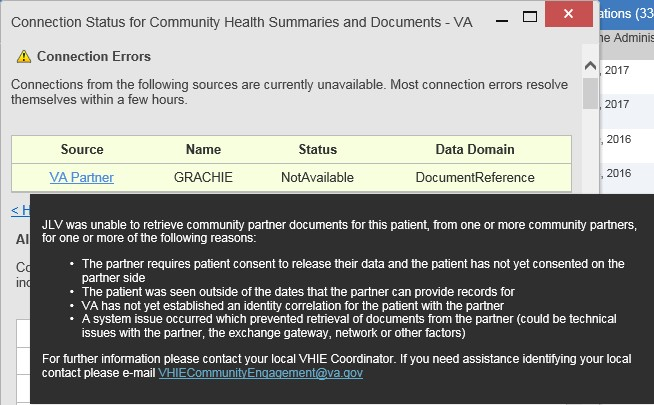 Connection Status for Community Health Summaries and Documents - VA
ations (33
ne Adminis
Connection Errors
Connections from the following sources are currently unavailable. Most connection errors resolve
themselves within a few hours.
, 2017
, 2017
, 2016
, 2016
Source Name Status Data Domain
VA Partner GRACHIE NotAvailable DocumentReference
< H
Al
Co
inc
JLV was unable to retrieve community partner documents for this patient, from one or more community partners,
for one or more of the following reasons:
• The partner requires patient consent to release their data and the patient has not yet consented on the
partner side
• The patient was seen outside of the dates that the partner can provide records for
• VA has not yet established an identity correlation for the patient with the partner
• A system issue occurred which prevented retrieval of documents from the partner (could be technical
issues with the partner, the exchange gateway, network or other factors)
For further information please contact your local VHIE Coordinator. If you need assistance identifying your local
contact please e-mail VHIECommunityEngagement@va.gov